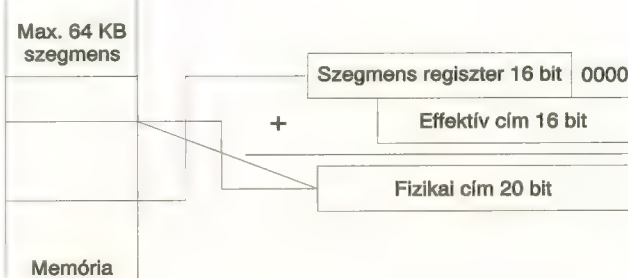 Max. 64 KB
szegmens
Szegmens regiszter 16 bit 0000
+
Effektív cím 16 bit
Fizikai cím 20 bit
Memória